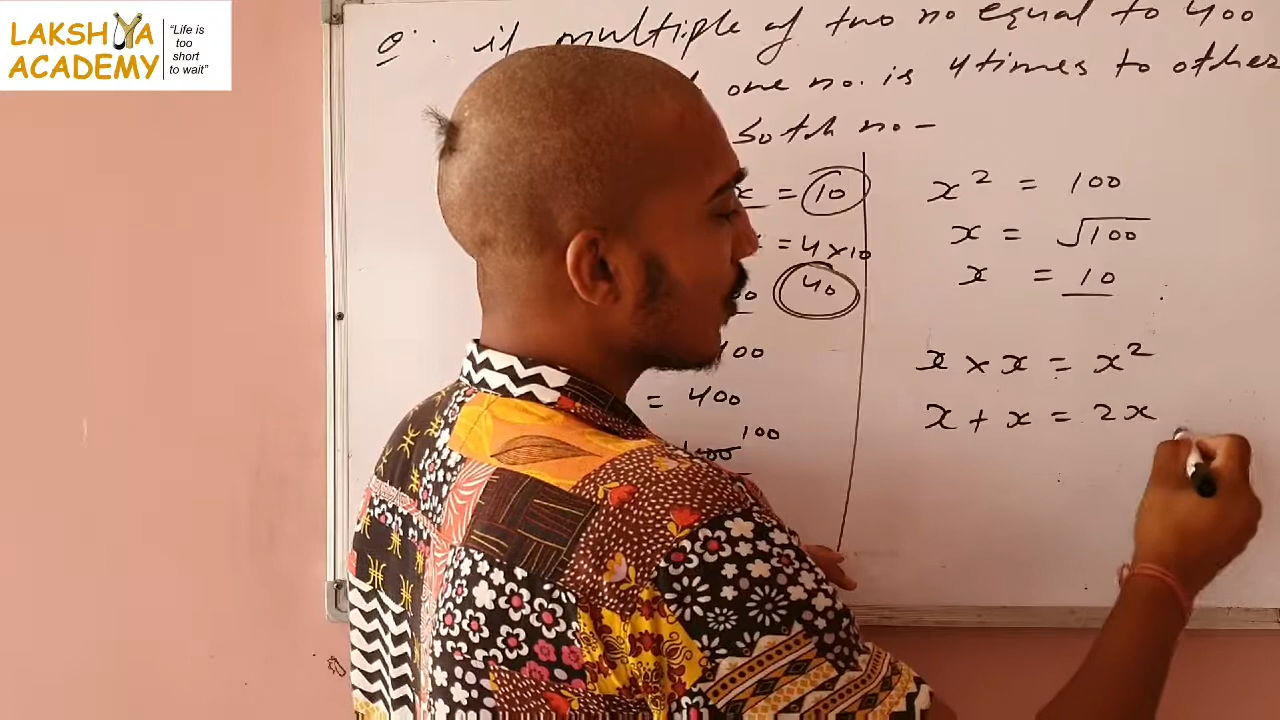 LAKSHYA
ACADEMY
"Life is
too
short
to wait"
Q: if multiple of two no equal to 400
one no. is 4 times to other
both no -
x = 10
= 4 x 10
40
400
= 400
400 100
x² = 100
x = √100
x = 10
x × x = x²
x + x = 2x